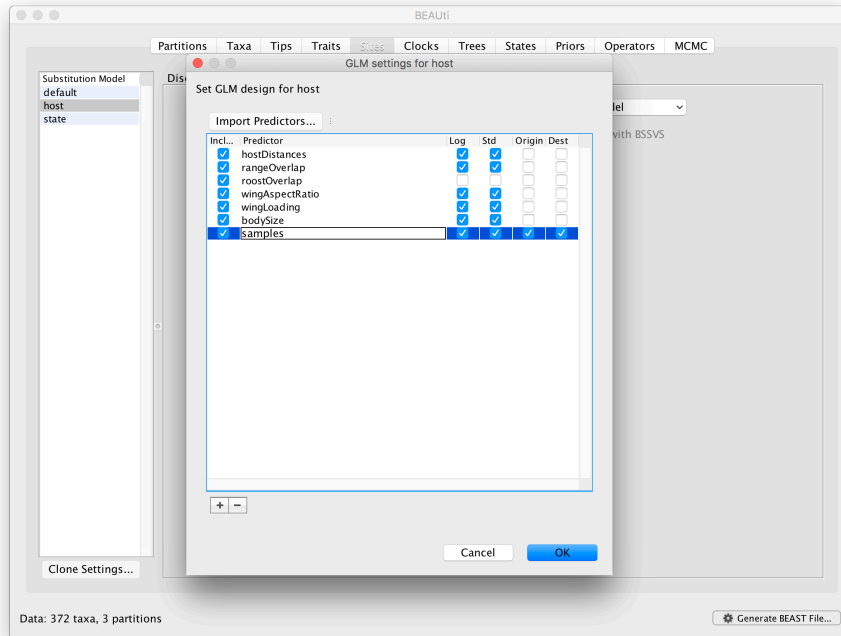 BEAUti
Partitions Taxa Tips Traits Sites Clocks Trees States Priors Operators MCMC
GLM settings for host
Substitution Model
default
host
state
Set GLM design for host
with BSSVS
Import Predictors...
Incl... Predictor Log Std Origin Dest
hostDistances
rangeOverlap
roostOverlap
wingAspectRatio
wingLoading
bodySize
samples
+ −
Cancel OK
Clone Settings...
Data: 372 taxa, 3 partitions
Generate BEAST File...